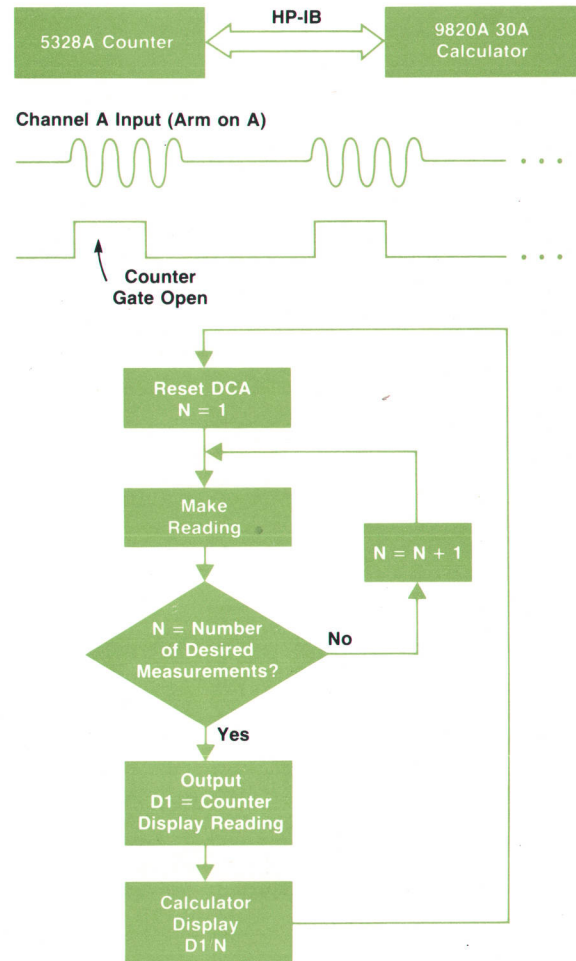 HP-IB
5328A Counter
9820A 30A
Calculator
Channel A Input (Arm on A)
Counter
Gate Open
Reset DCA
N = 1
Make
Reading
N = N + 1
N = Number
of Desired
Measurements?
No
Yes
Output
D1 = Counter
Display Reading
Calculator
Display
D1 N